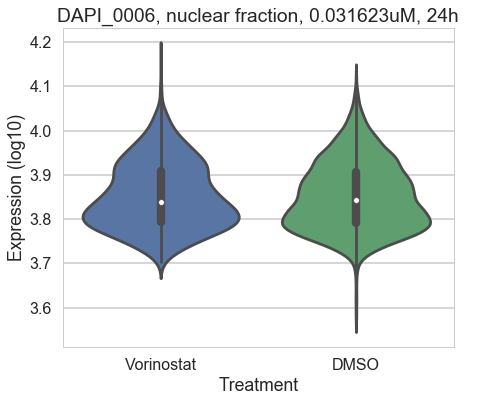 DAPI_0006, nuclear fraction, 0.031623uM, 24h
Expression (log10)
4.2
4.1
4.0
3.9
3.8
3.7
3.6
Vorinostat DMSO
Treatment